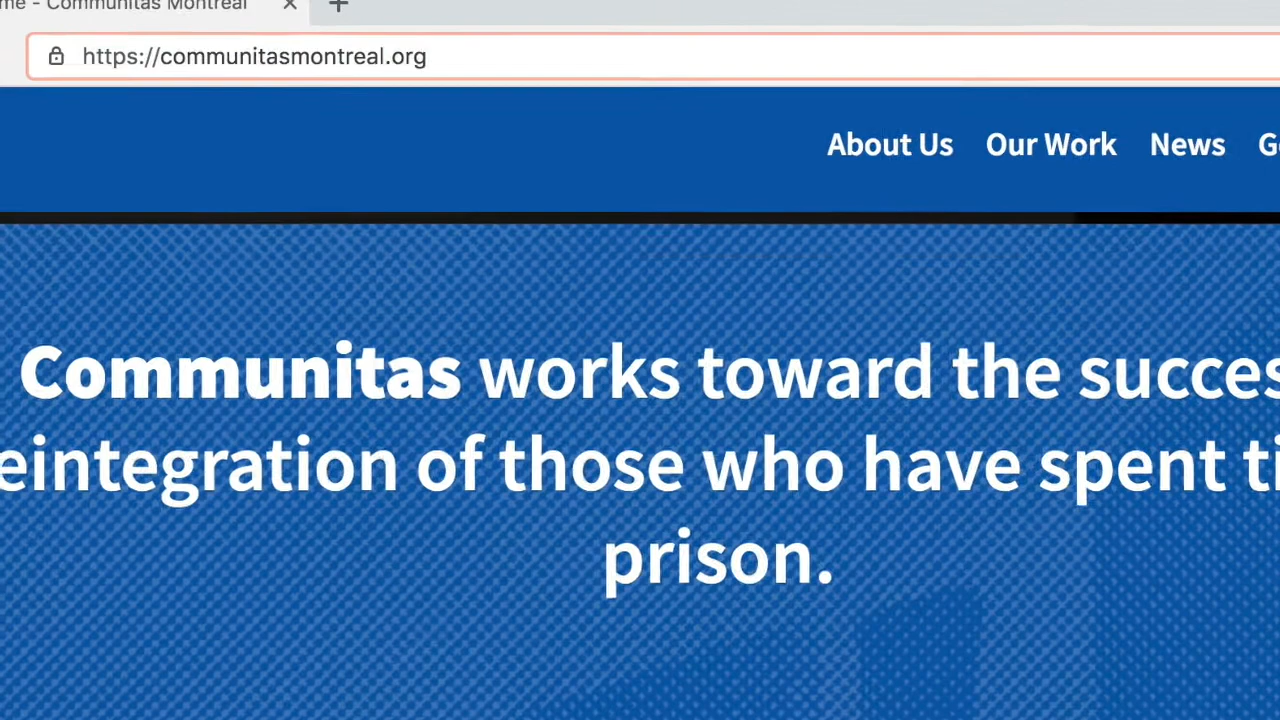 me - Communitas Montreal
https://communitasmontreal.org
About Us Our Work News G
Communitas works toward the succes
eintegration of those who have spent ti
prison.